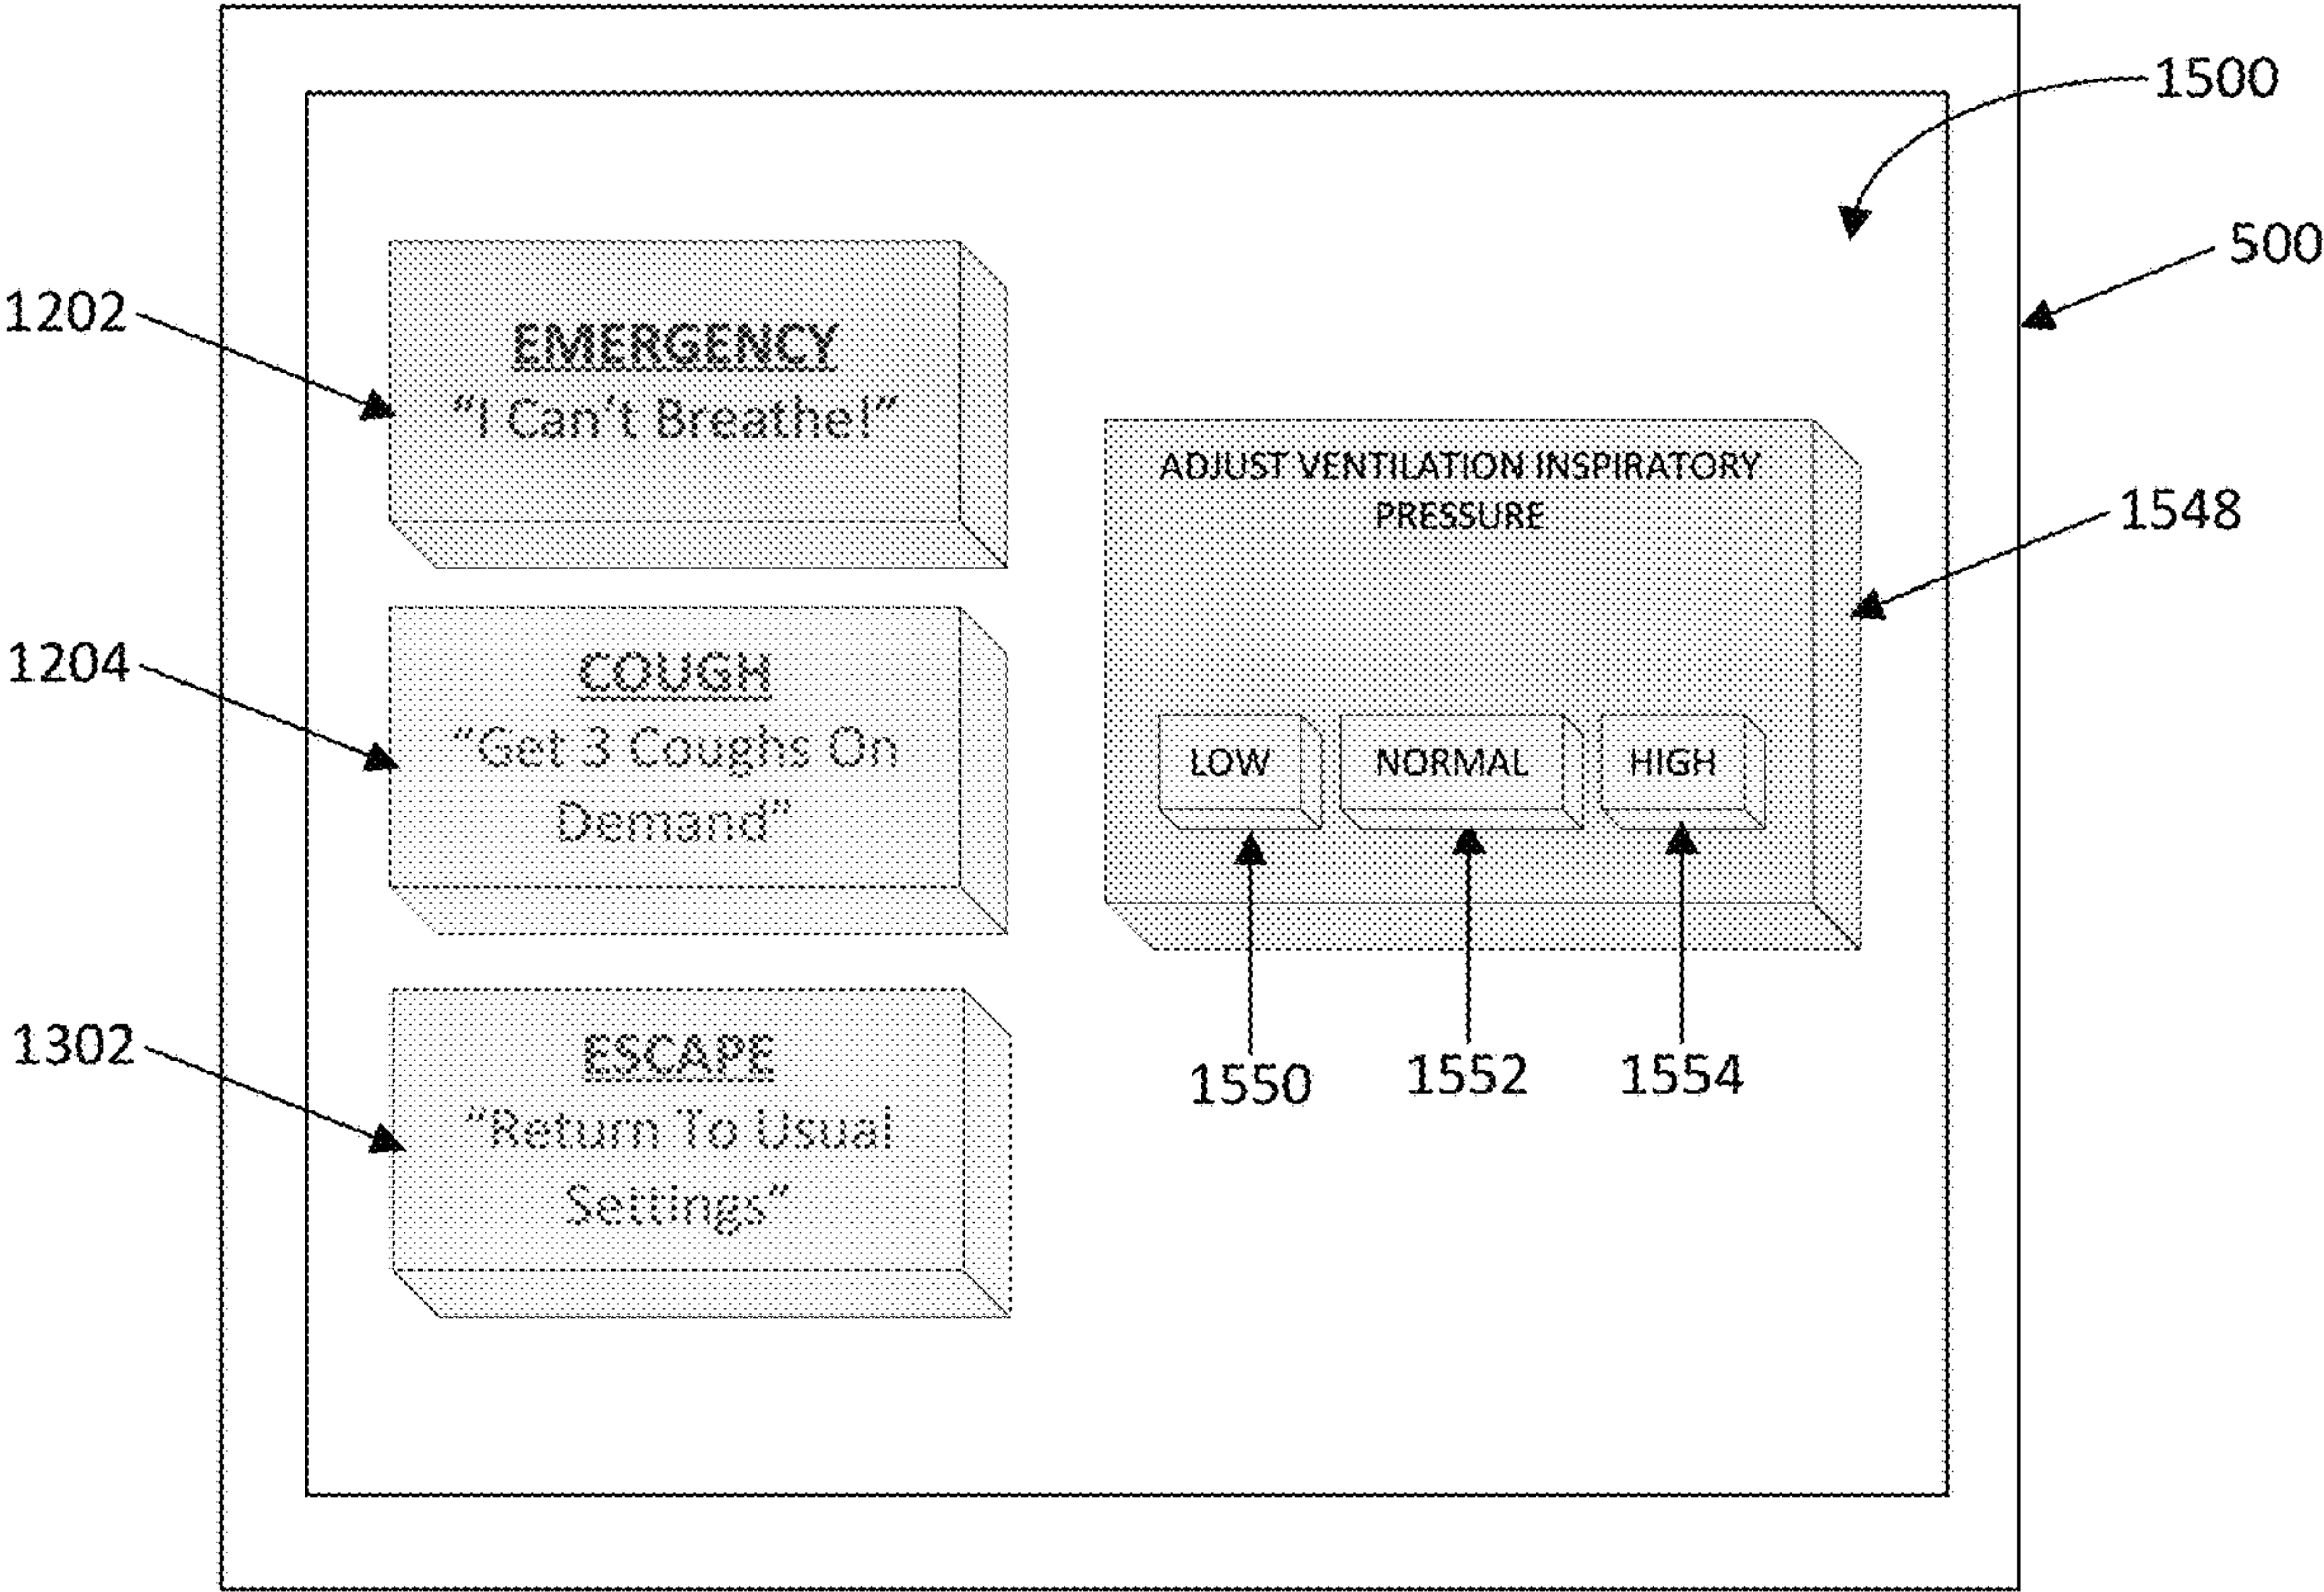 1500
500
1202
EMERGENCY
“I Can’t Breathe!”
ADJUST VENTILATION INSPIRATORY
PRESSURE
1548
1204
COUGH
“Get 3 Coughs On
Demand”
LOW
NORMAL
HIGH
1302
ESCAPE
“Return To Usual
Settings”
1550
1552
1554